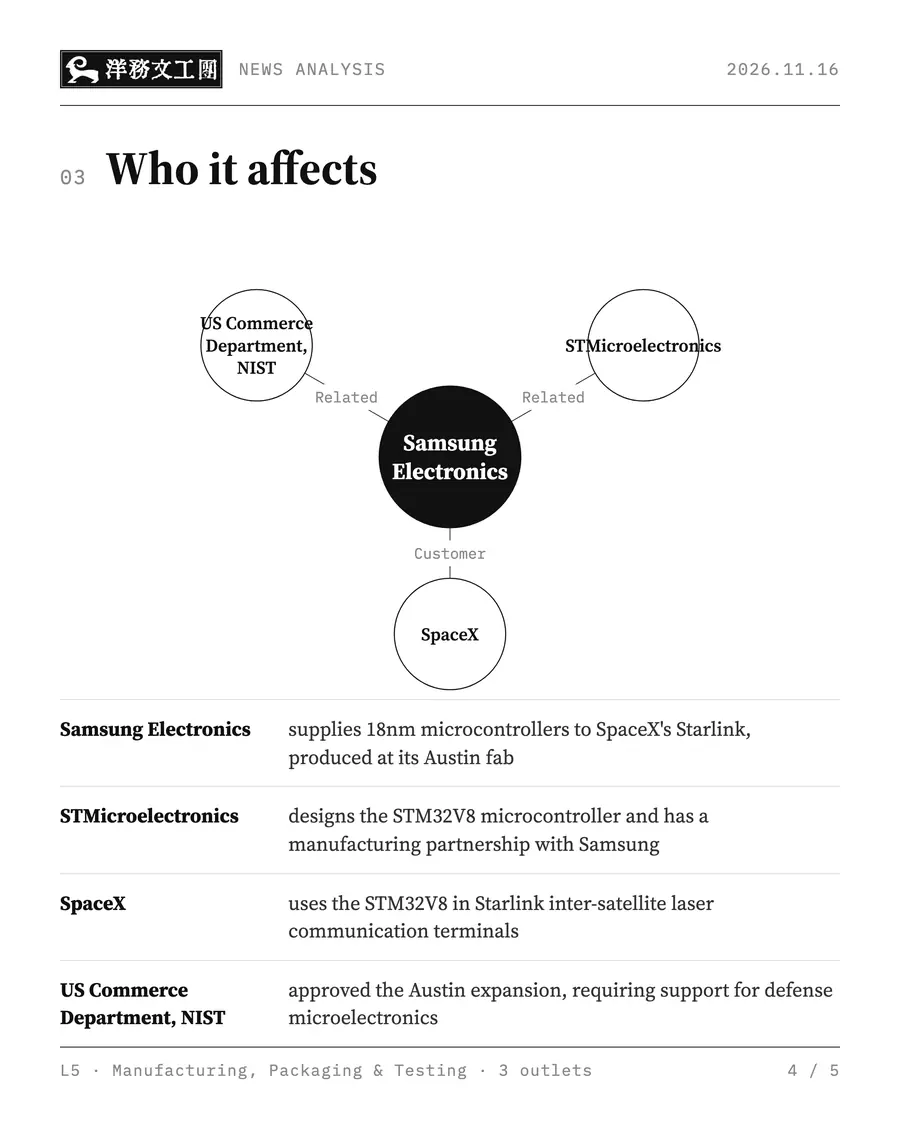 洋務文工團 NEWS ANALYSIS 2026.11.16
03 Who it affects
US Commerce
Department,
NIST
STMicroelectronics
Related Related
Samsung
Electronics
Customer
SpaceX
Samsung Electronics supplies 18nm microcontrollers to SpaceX's Starlink,
produced at its Austin fab
STMicroelectronics designs the STM32V8 microcontroller and has a
manufacturing partnership with Samsung
SpaceX uses the STM32V8 in Starlink inter-satellite laser
communication terminals
US Commerce approved the Austin expansion, requiring support for defense
Department, NIST microelectronics
L5 · Manufacturing, Packaging & Testing · 3 outlets 4 / 5